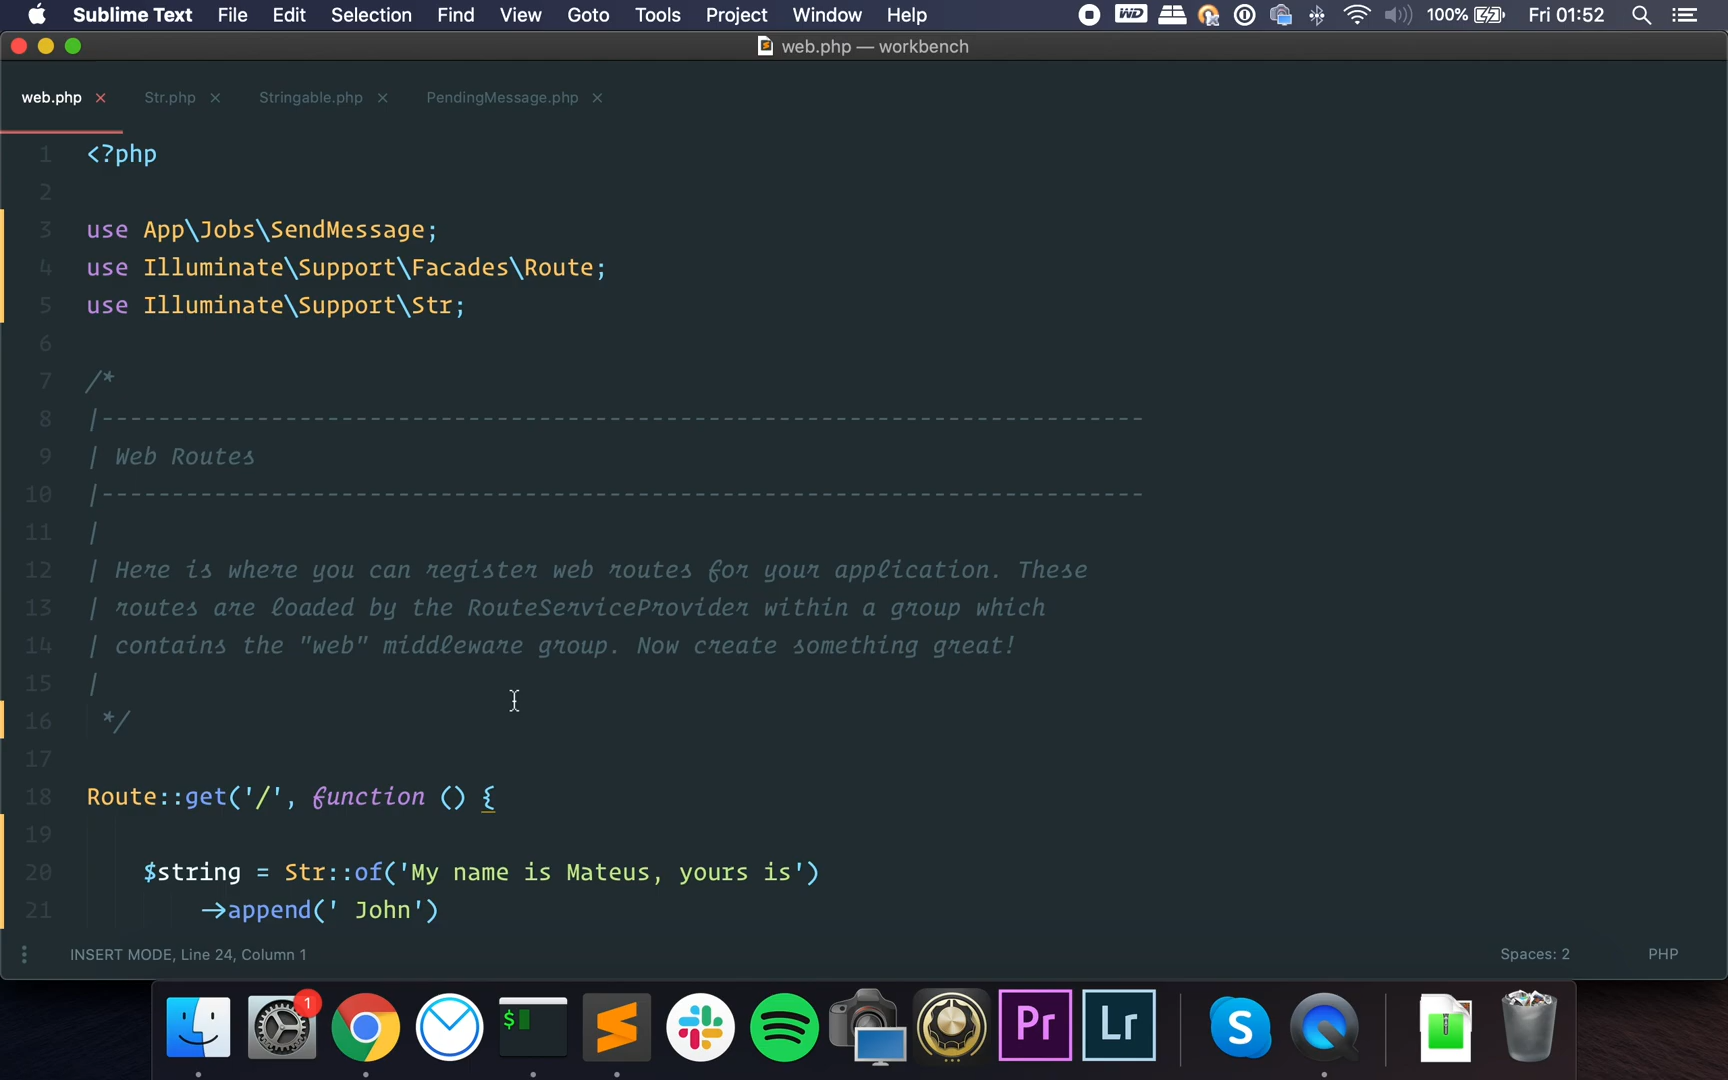 Sublime Text File Edit Selection Find View Goto Tools Project Window Help WD 100% Fri 01:52
web.php — workbench
web.php × Str.php × Stringable.php × PendingMessage.php ×
1 <?php
2
3 use App\Jobs\SendMessage;
4 use Illuminate\Support\Facades\Route;
5 use Illuminate\Support\Str;
6
7 /*
8 |--------------------------------------------------------------------------
9 | Web Routes
10 |--------------------------------------------------------------------------
11 |
12 | Here is where you can register web routes for your application. These
13 | routes are loaded by the RouteServiceProvider within a group which
14 | contains the "web" middleware group. Now create something great!
15 |
16 */
17
18 Route::get('/', function () {
19
20 $string = Str::of('My name is Mateus, yours is')
21 ->append(' John')
INSERT MODE, Line 24, Column 1 Spaces: 2 PHP
1
$ Pr Lr S